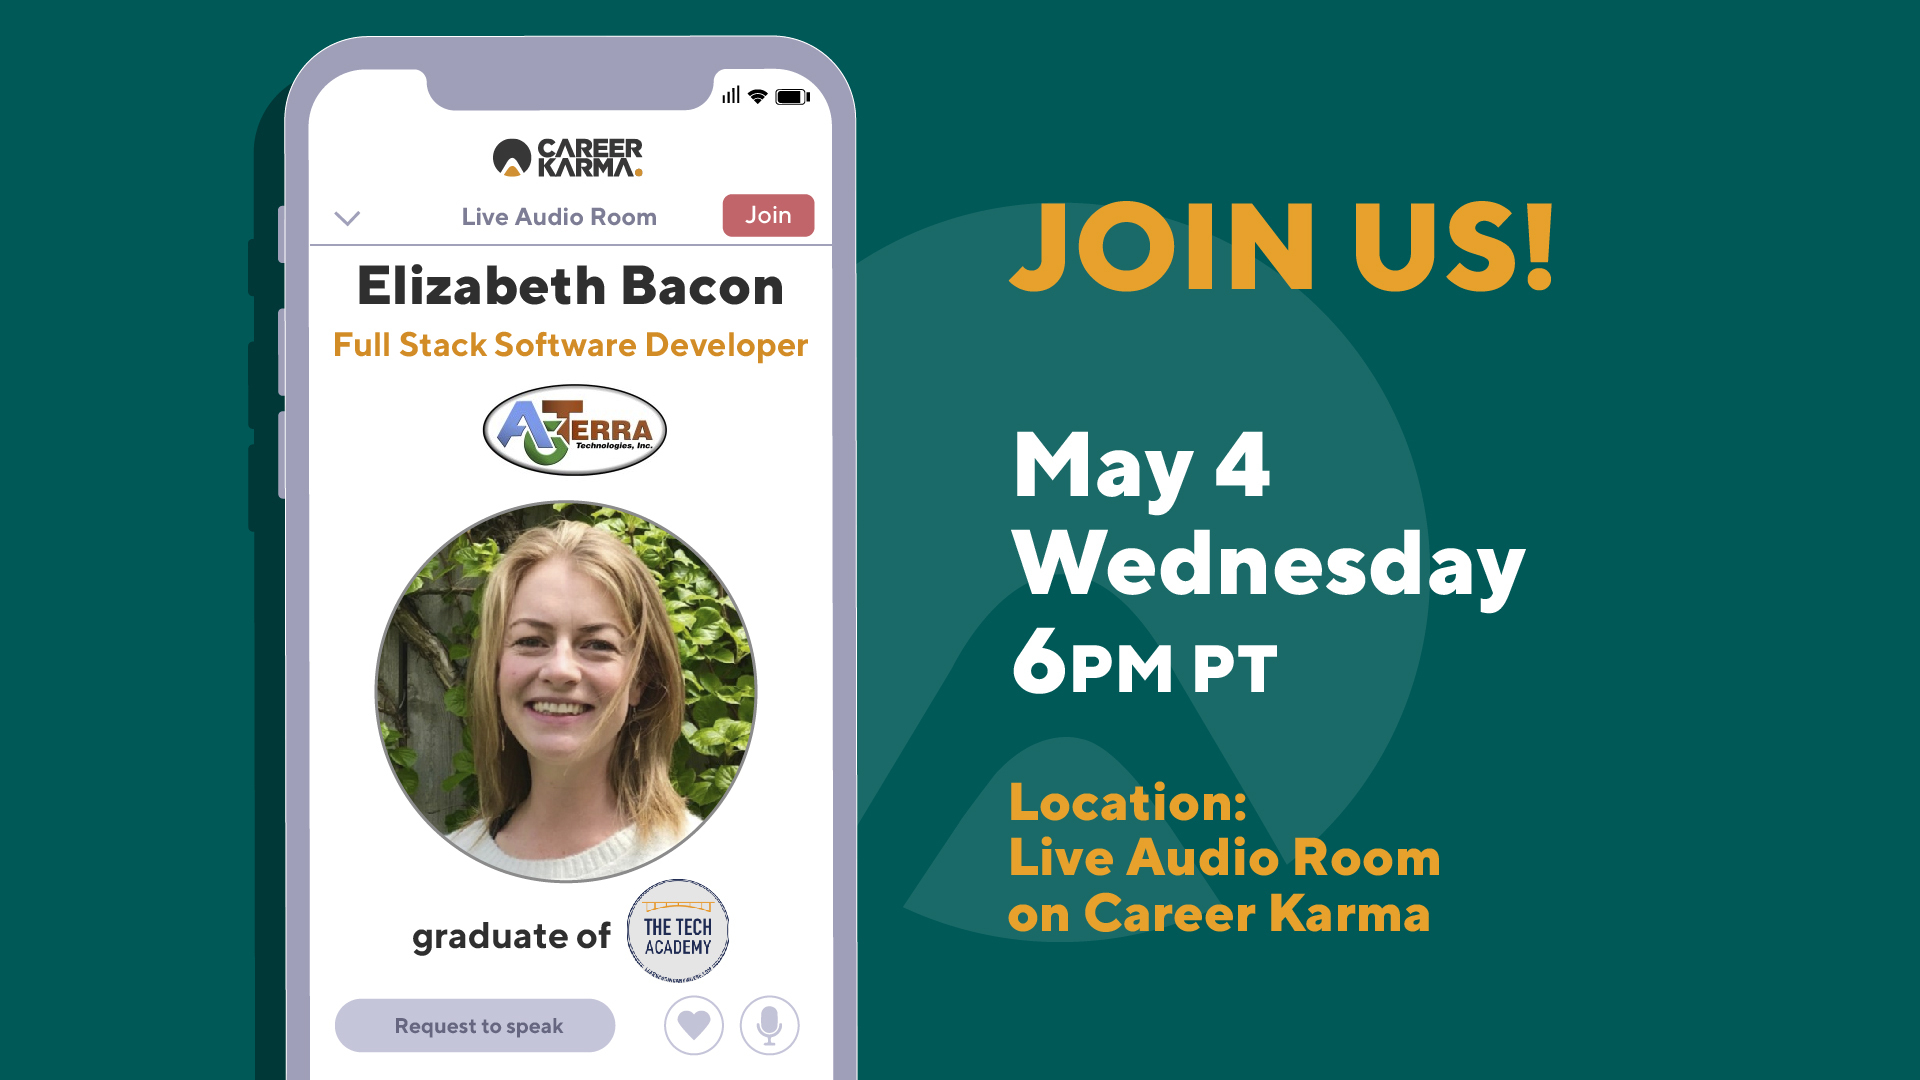 CAREER
KARMA.
Live Audio Room
Join
Elizabeth Bacon
Full Stack Software Developer
AGTERRA
Technologies, Inc.
graduate of
THE TECH
ACADEMY
Request to speak
JOIN US!
May 4
Wednesday
6PM PT
Location:
Live Audio Room
on Career Karma